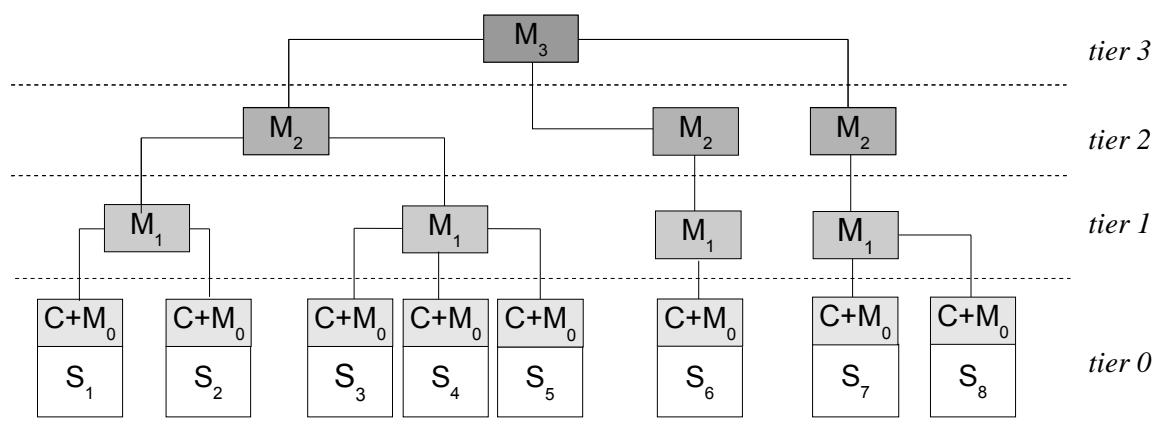 M₃ tier 3
M₂ M₂ M₂ tier 2
M₁ M₁ M₁ M₁ tier 1
C+M₀ C+M₀ C+M₀ C+M₀ C+M₀ C+M₀ C+M₀ C+M₀
S₁ S₂ S₃ S₄ S₅ S₆ S₇ S₈ tier 0